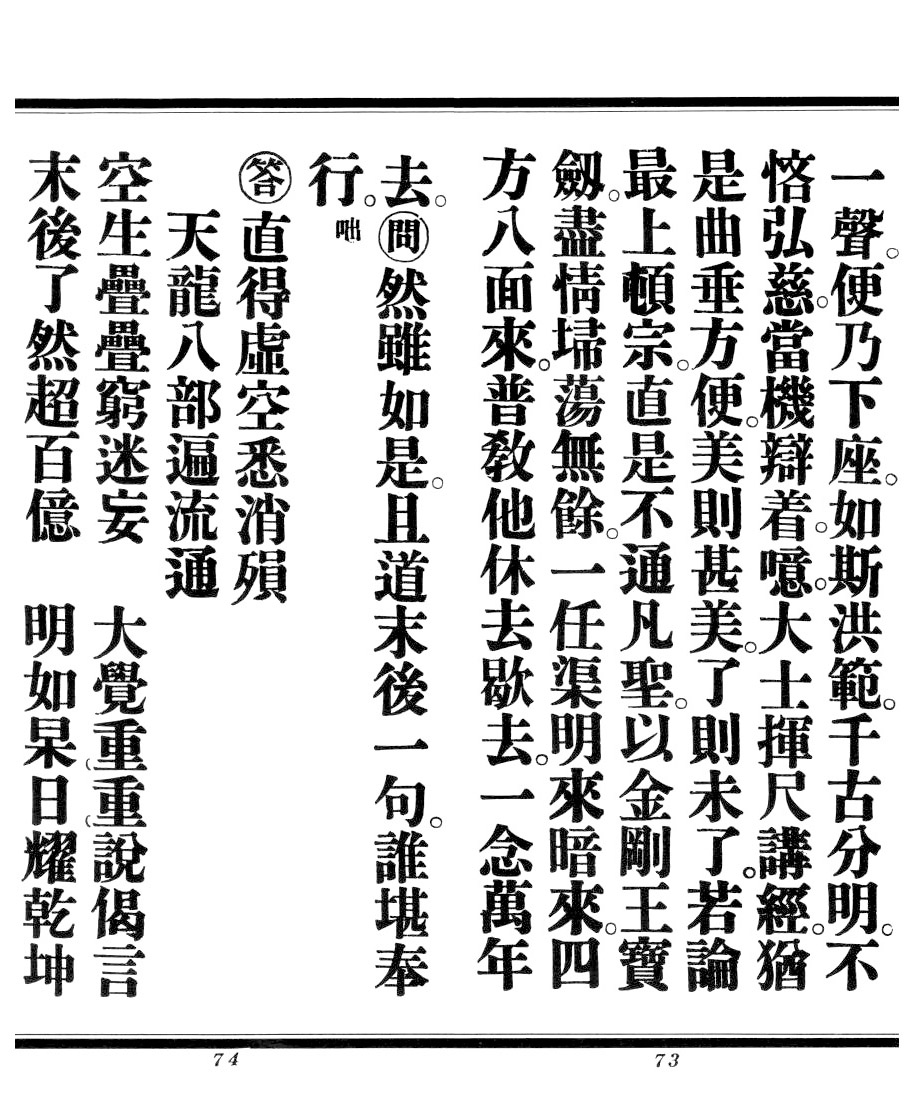 一聲。便乃下座。如斯洪範。千古分明。不
悋弘慈。當機辯着。噫。大士揮尺講經。猶
是曲垂方便。美則甚美。了則未了。若論
最上頓宗。直是不通凡聖。以金剛王寶
劔。盡情埽蕩無餘。一任渠明來暗來。四
方八面來。普教他休去歇去。一念萬年
去。㊂問然雖如是。且道末後一句。誰堪奉
行。咄
答直得虛空悉消殞
天龍八部遍流通
空生疊疊窮迷妄 大覺重重說偈言
末後了然超百億 明如杲日耀乾坤
73
74